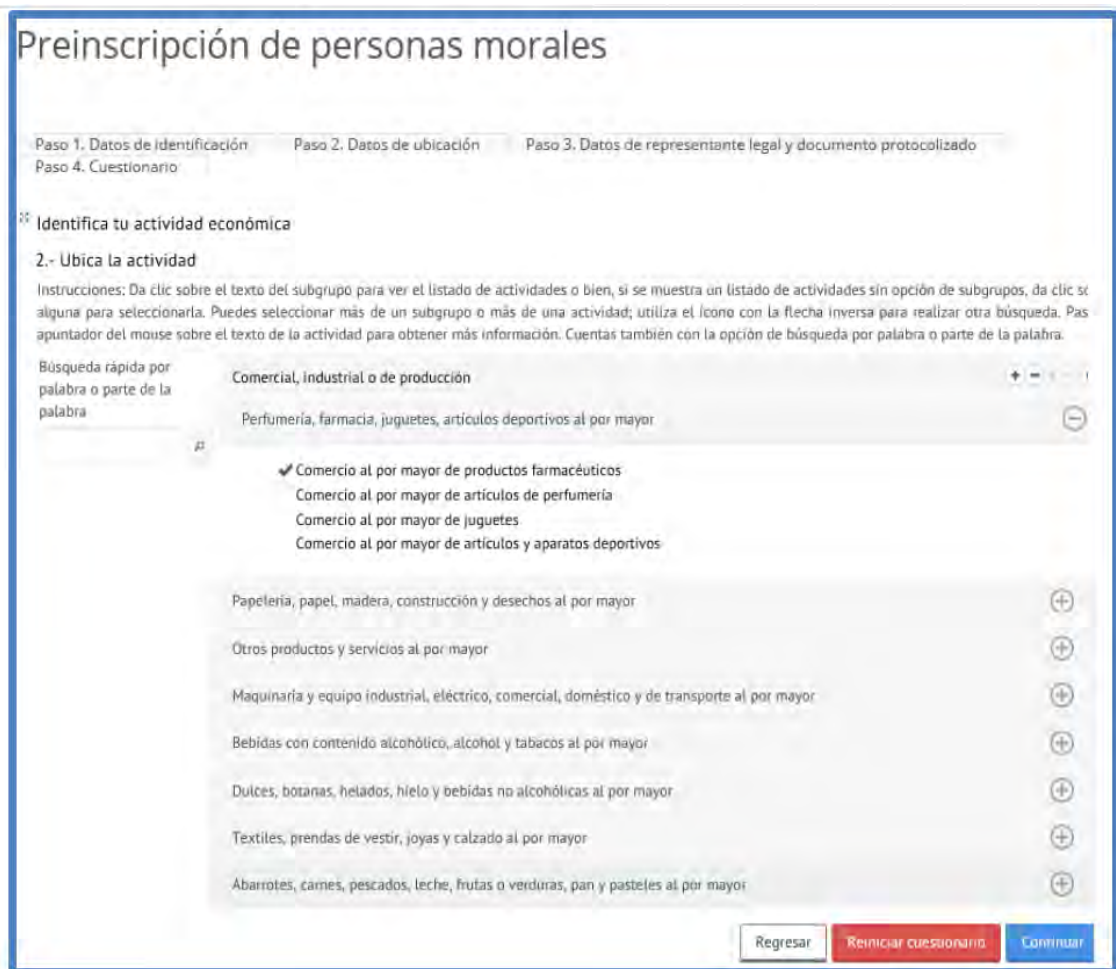 Preinscripción de personas morales
Paso 1. Datos de identificación Paso 2. Datos de ubicación Paso 3. Datos de representante legal y documento protocolizado
Paso 4. Cuestionario
Identifica tu actividad económica
2.- Ubica la actividad
Instrucciones: Da clic sobre el texto del subgrupo para ver el listado de actividades o bien, si se muestra un listado de actividades sin opción de subgrupos, da clic sc
alguna para seleccionarla. Puedes seleccionar más de un subgrupo o más de una actividad; utiliza el ícono con la flecha inversa para realizar otra búsqueda. Pas
apuntador del mouse sobre el texto de la actividad para obtener más información. Cuentas también con la opción de búsqueda por palabra o parte de la palabra.
Búsqueda rápida por
palabra o parte de la
palabra
Comercial, industrial o de producción
Perfumería, farmacia, juguetes, artículos deportivos al por mayor
Comercio al por mayor de productos farmacéuticos
Comercio al por mayor de artículos de perfumería
Comercio al por mayor de juguetes
Comercio al por mayor de artículos y aparatos deportivos
Papelería, papel, madera, construcción y desechos al por mayor
Otros productos y servicios al por mayor
Maquinaria y equipo industrial, eléctrico, comercial, doméstico y de transporte al por mayor
Bebidas con contenido alcohólico, alcohol y tabacos al por mayor
Dulces, botanas, helados, hielo y bebidas no alcohólicas al por mayor
Textiles, prendas de vestir, joyas y calzado al por mayor
Abarrotes, carnes, pescados, leche, frutas o verduras, pan y pasteles al por mayor
Regresar Reiniciar cuestionario Continuar